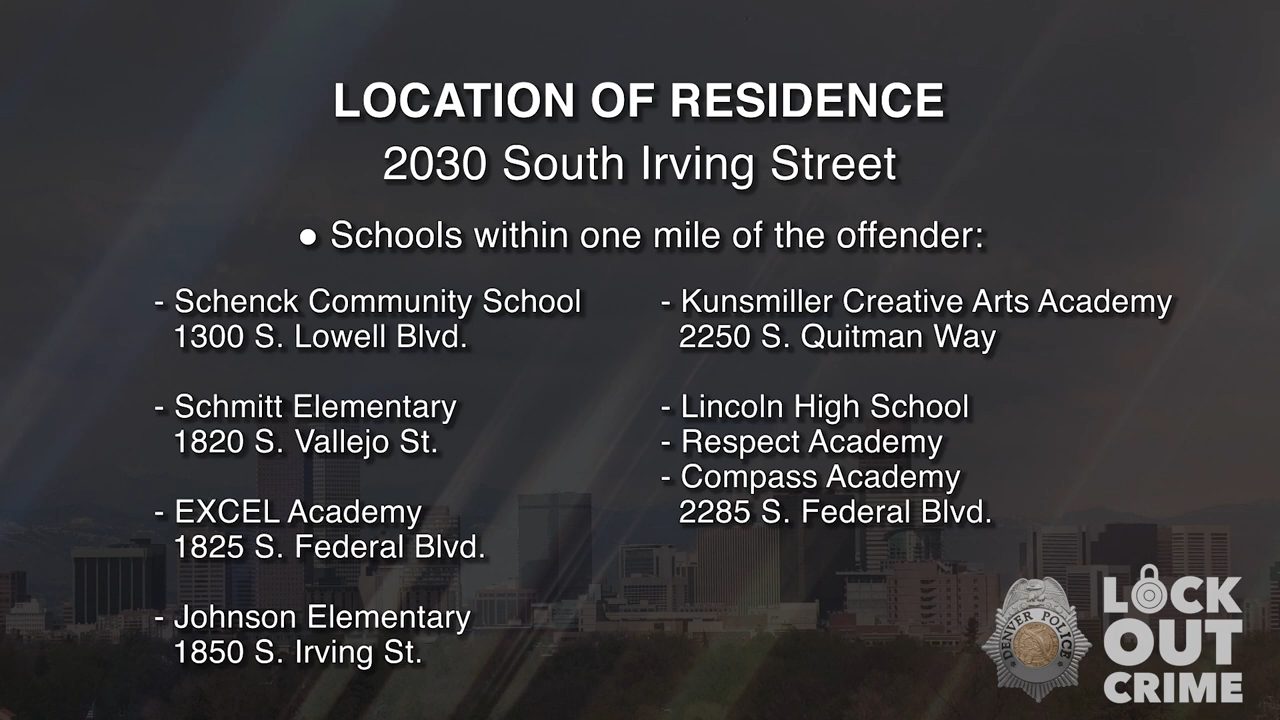 LOCATION OF RESIDENCE
2030 South Irving Street
● Schools within one mile of the offender:
- Schenck Community School
1300 S. Lowell Blvd.
- Schmitt Elementary
1820 S. Vallejo St.
- EXCEL Academy
1825 S. Federal Blvd.
- Johnson Elementary
1850 S. Irving St.
- Kunsmiller Creative Arts Academy
2250 S. Quitman Way
- Lincoln High School
- Respect Academy
- Compass Academy
2285 S. Federal Blvd.
DENVER POLICE
LOCK
OUT
CRIME